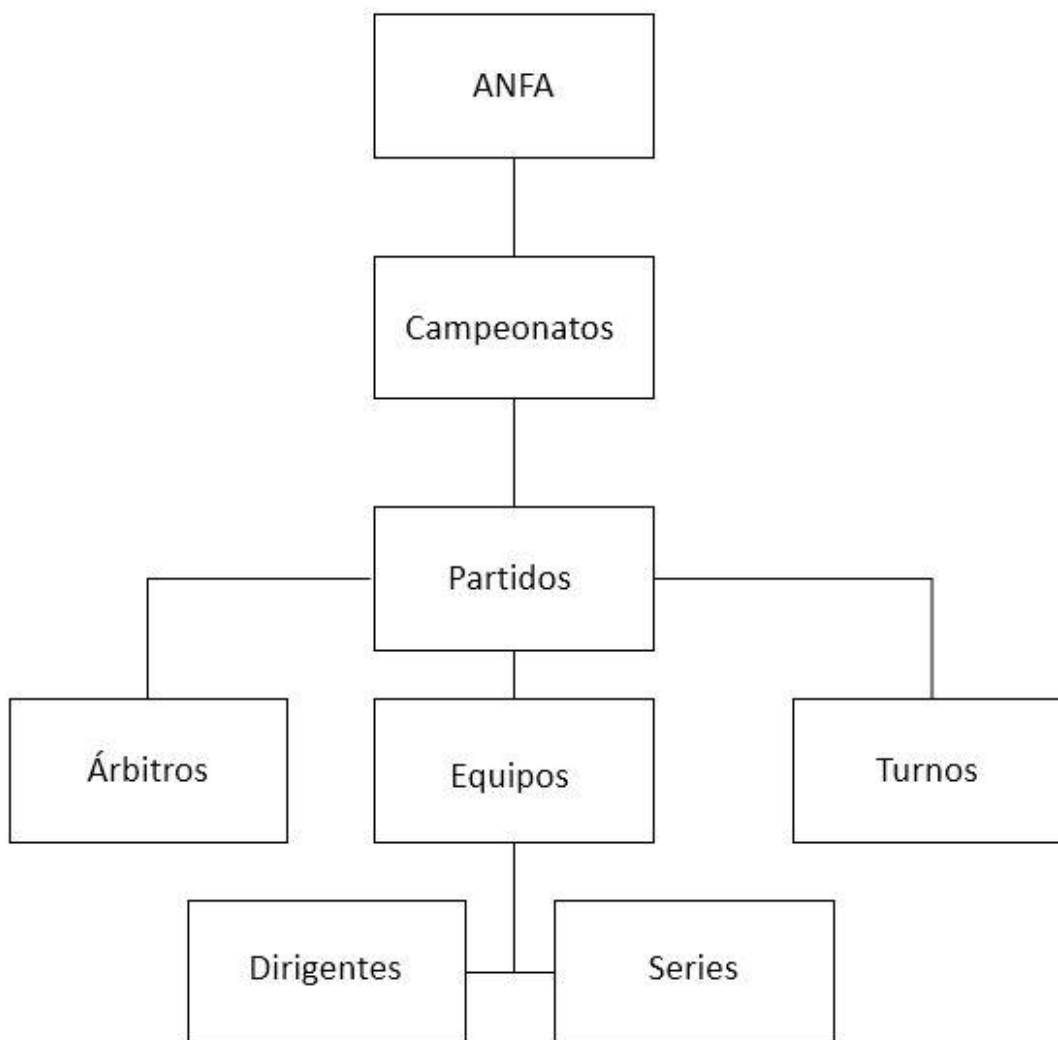 ANFA
Campeonatos
Partidos
Árbitros
Equipos
Turnos
Dirigentes
Series